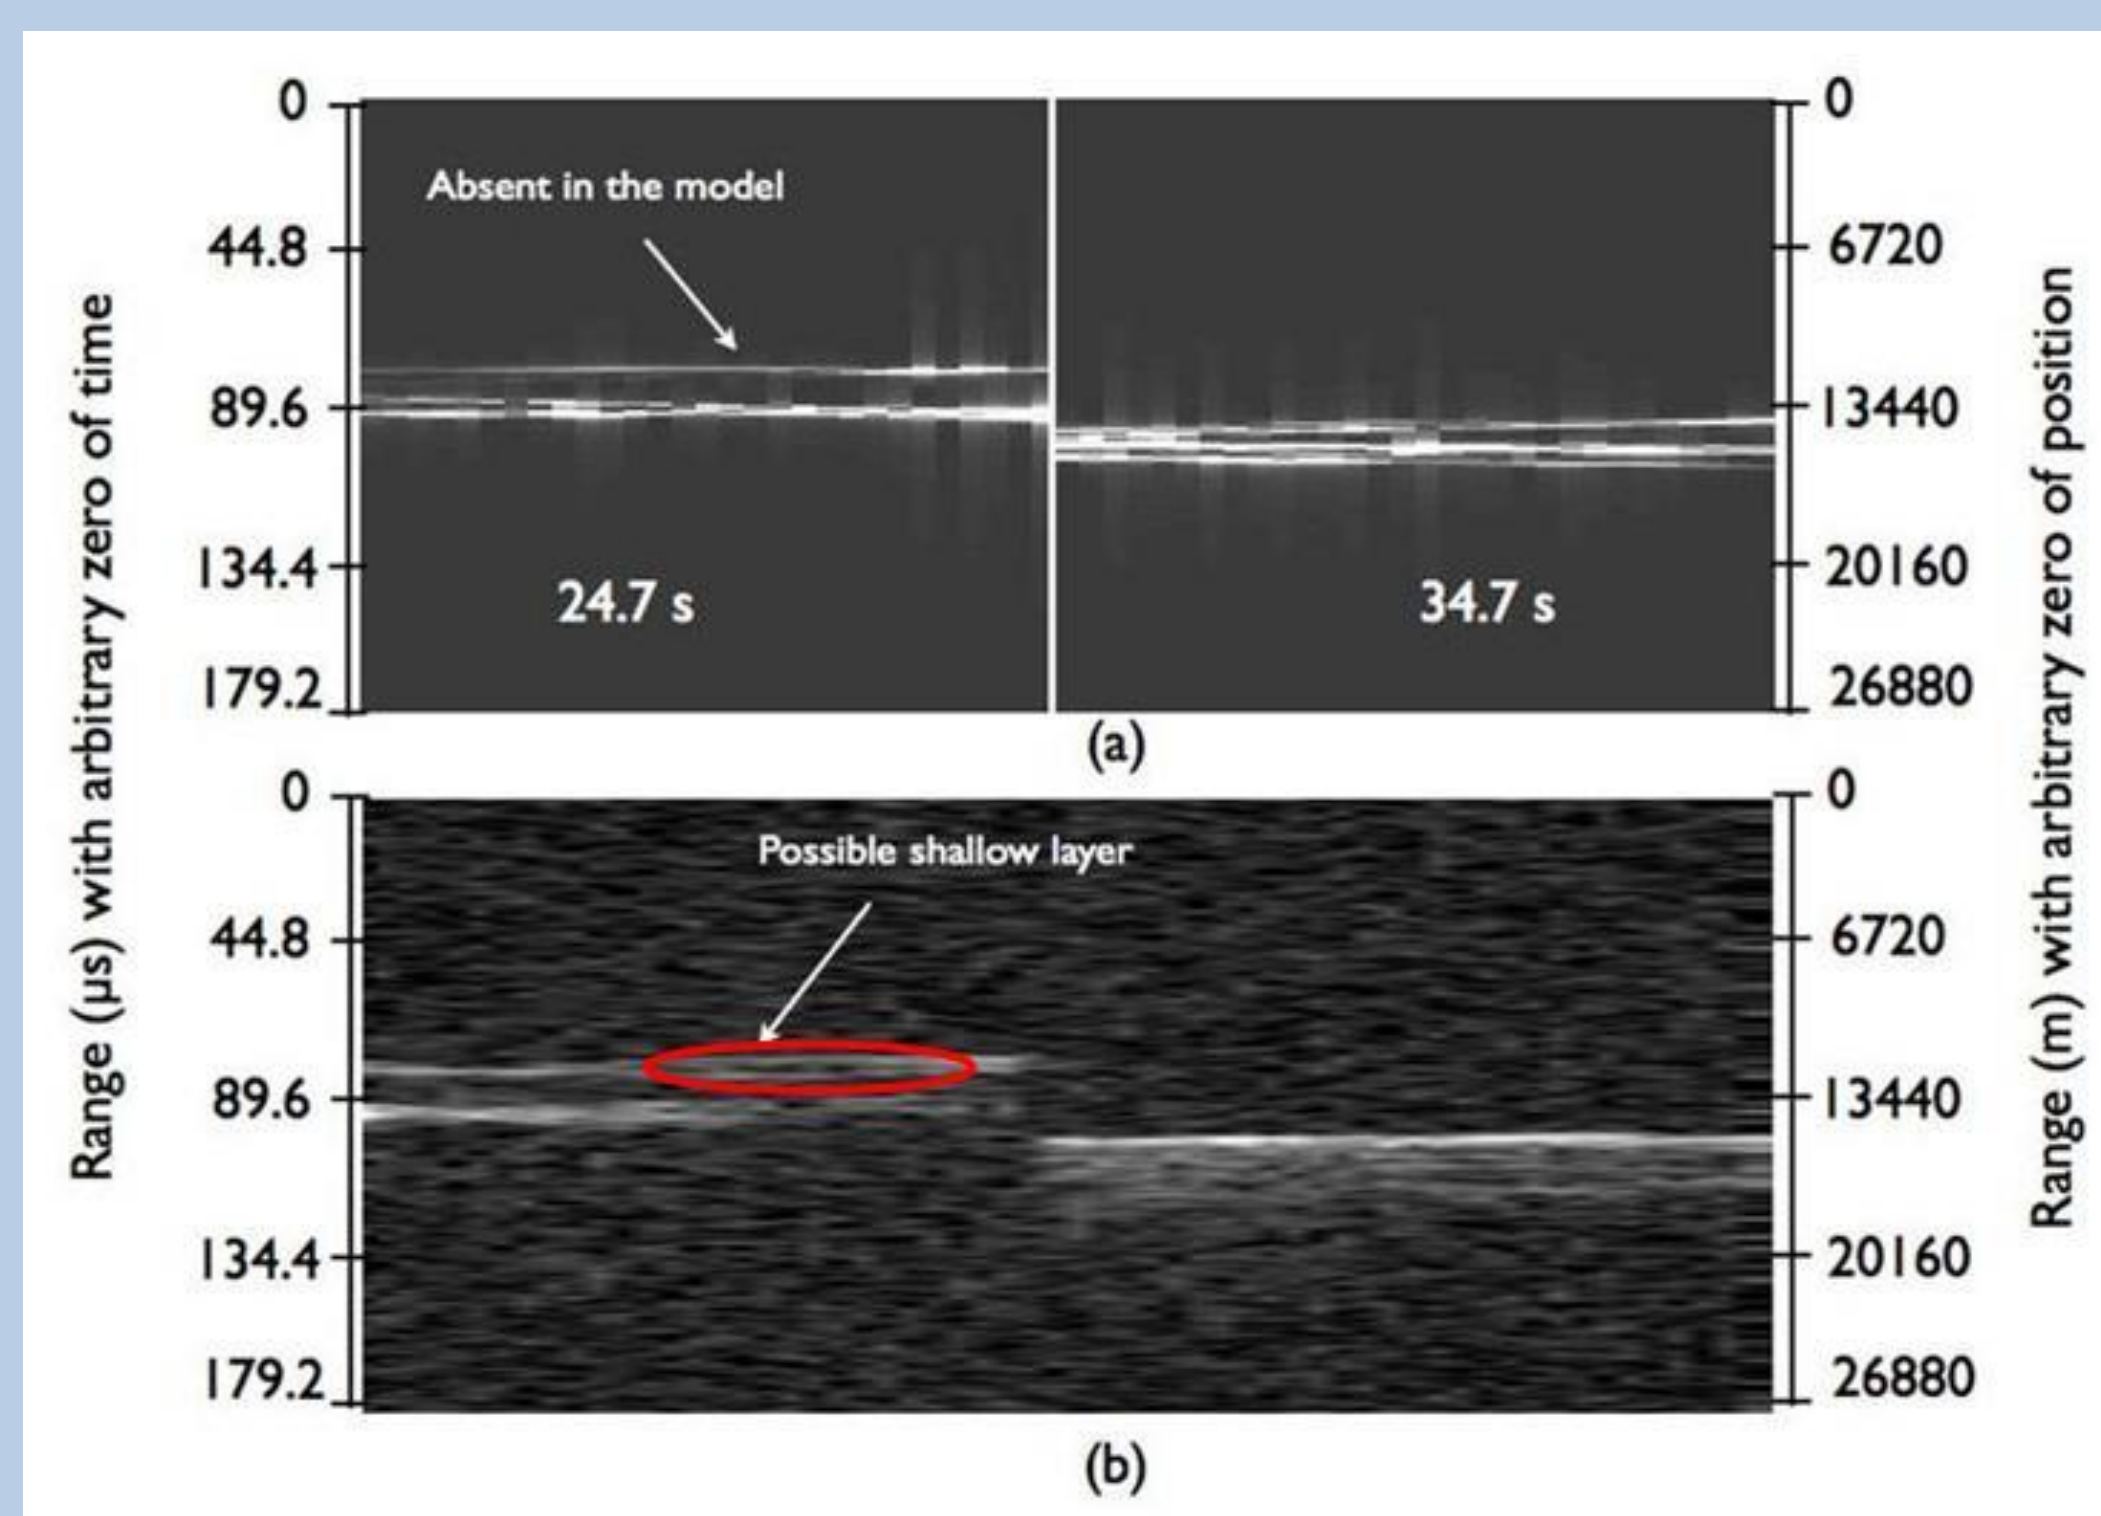 Range (µs) with arbitrary zero of time
0
44.8
89.6
134.4
179.2
Absent in the model
24.7 s
34.7 s
0
6720
13440
20160
26880
Range (m) with arbitrary zero of position
(a)
0
44.8
89.6
134.4
179.2
Possible shallow layer
0
6720
13440
20160
26880
(b)